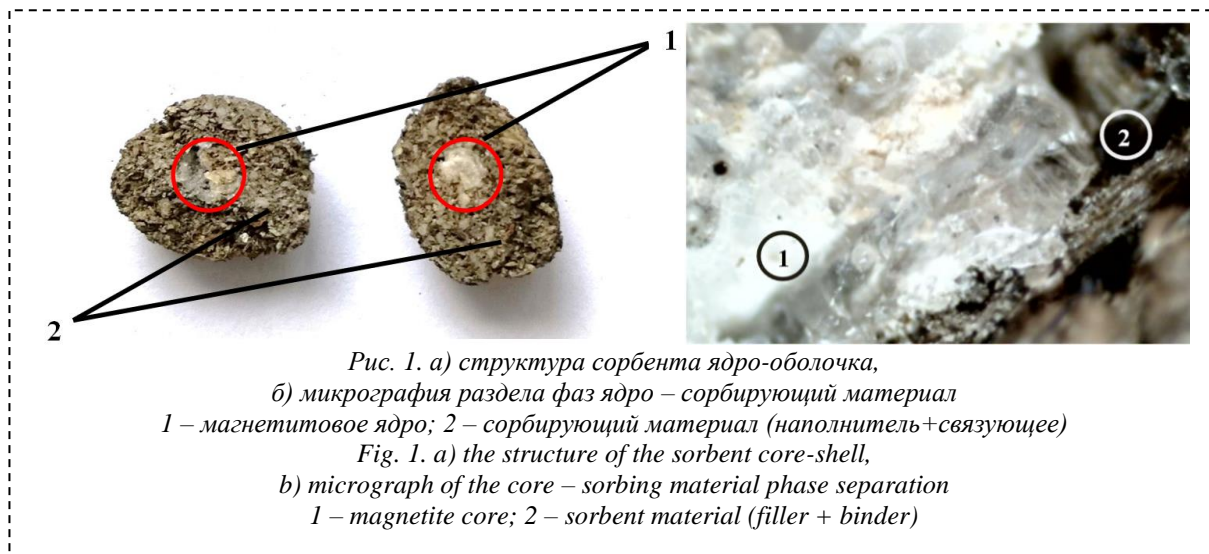 1
2
1
2
Рис. 1. а) структура сорбента ядро-оболочка,
б) микрография раздела фаз ядро – сорбирующий материал
1 – магнетитовое ядро; 2 – сорбирующий материал (наполнитель+связующее)
Fig. 1. a) the structure of the sorbent core-shell,
b) micrograph of the core – sorbing material phase separation
1 – magnetite core; 2 – sorbent material (filler + binder)